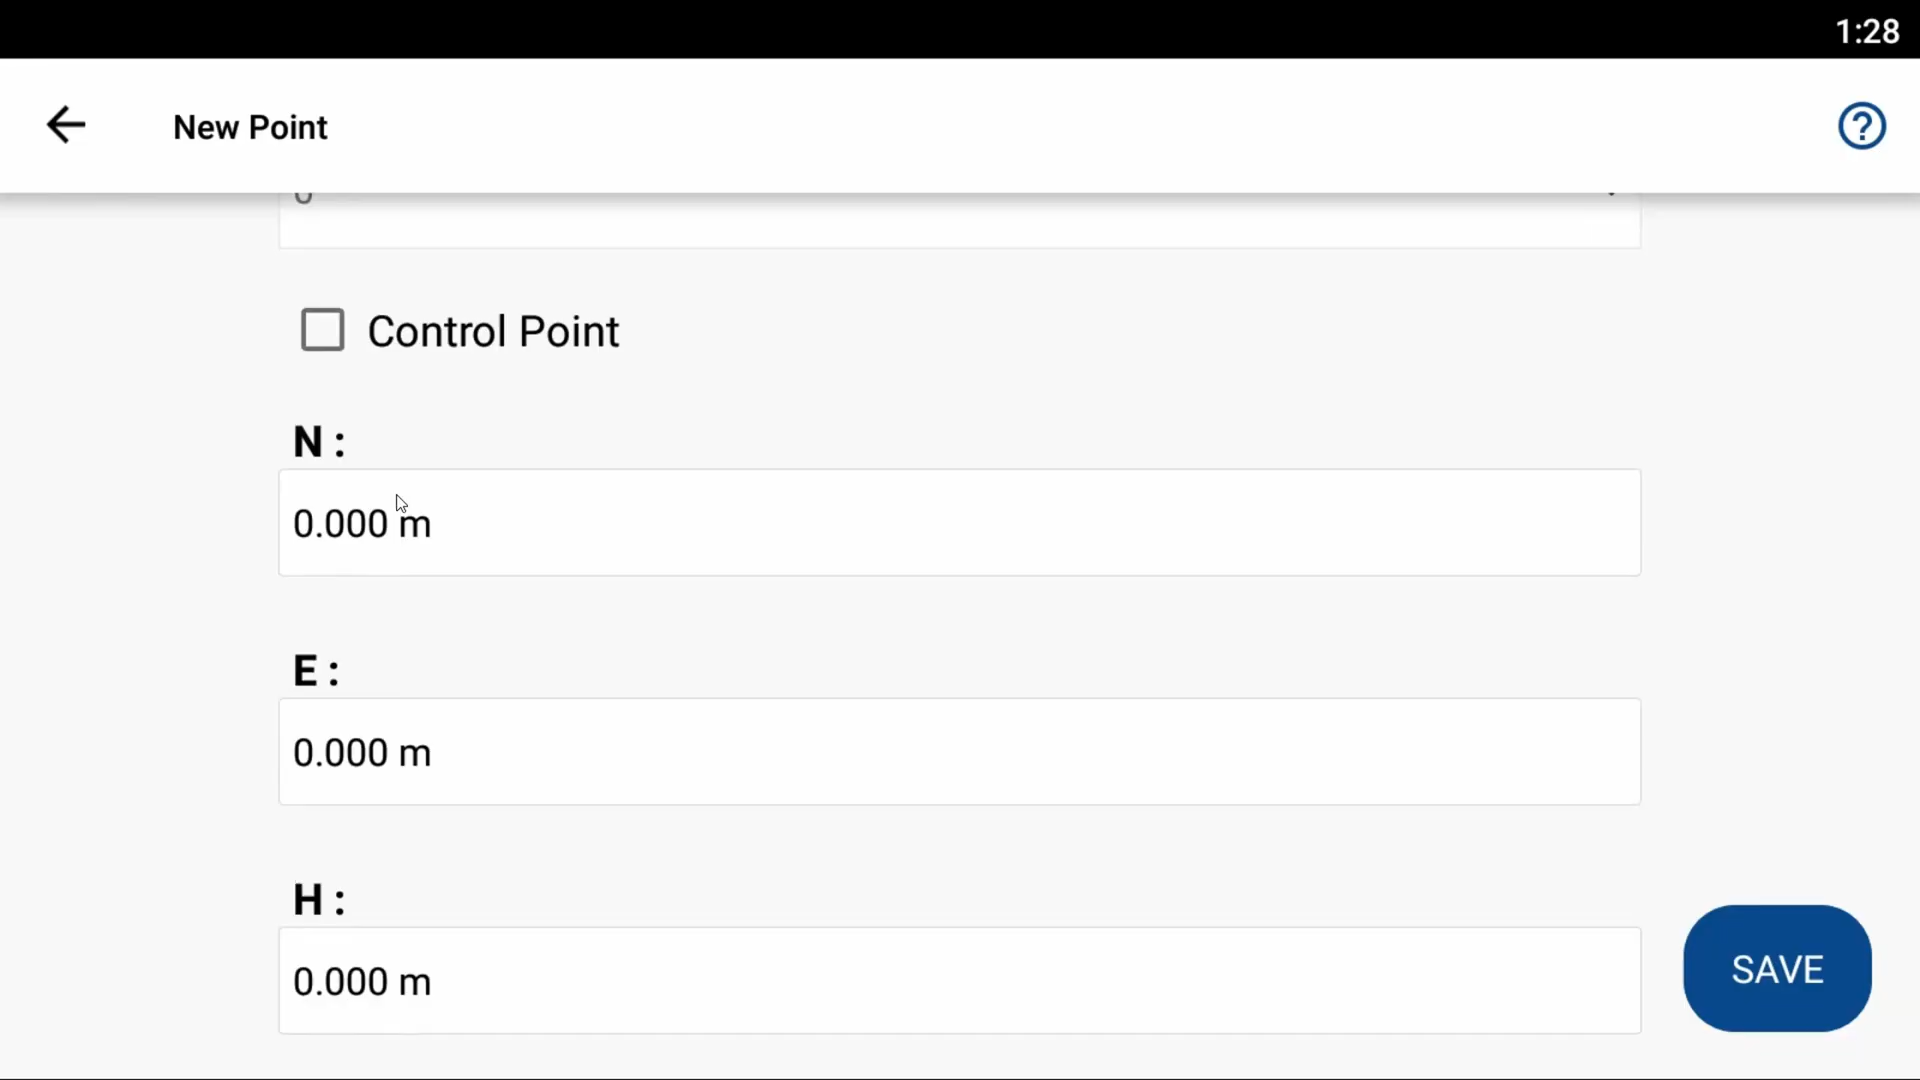 1:28
New Point
Control Point
N :
0.000 m
E :
0.000 m
H :
0.000 m
SAVE